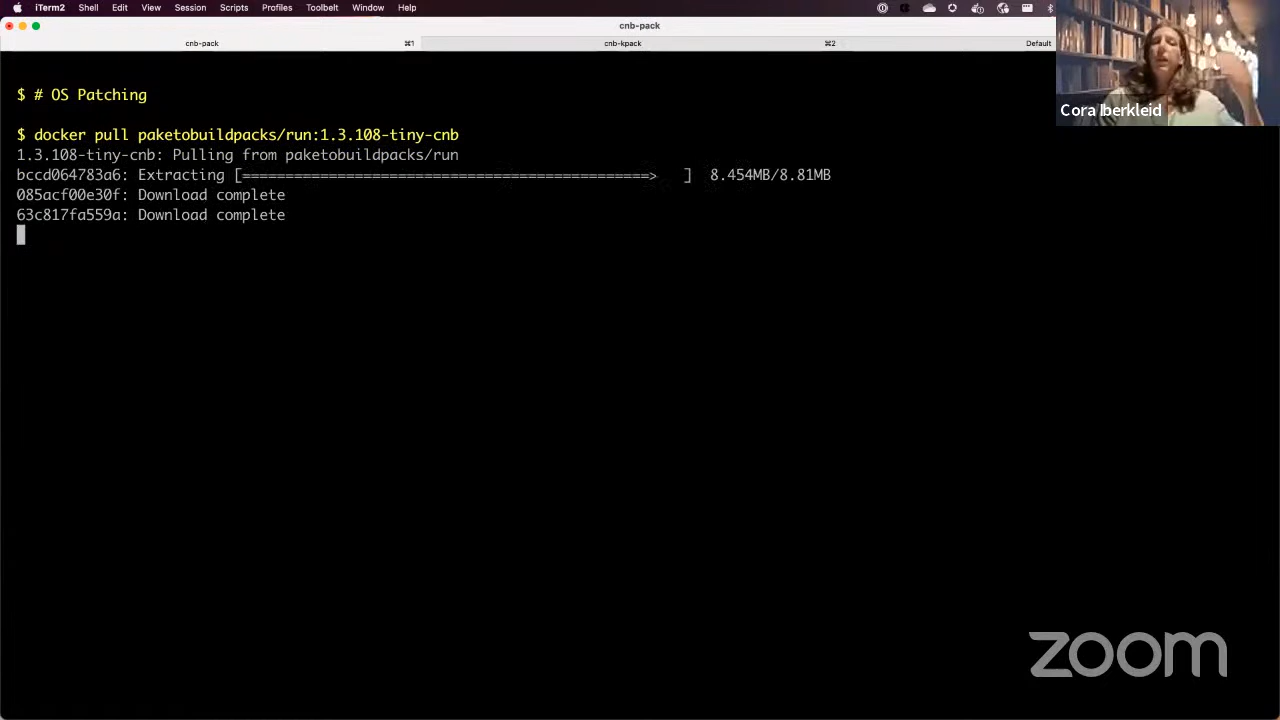 iTerm2 Shell Edit View Session Scripts Profiles Toolbelt Window Help
cnb-pack
cnb-pack ⌘1 cnb-kpack ⌘2 Default
Cora Iberkleid
$ # OS Patching
$ docker pull paketobuildpacks/run:1.3.108-tiny-cnb
1.3.108-tiny-cnb: Pulling from paketobuildpacks/run
bccd064783a6: Extracting [===============================================>   ]  8.454MB/8.81MB
085acf00e30f: Download complete
63c817fa559a: Download complete
zoom